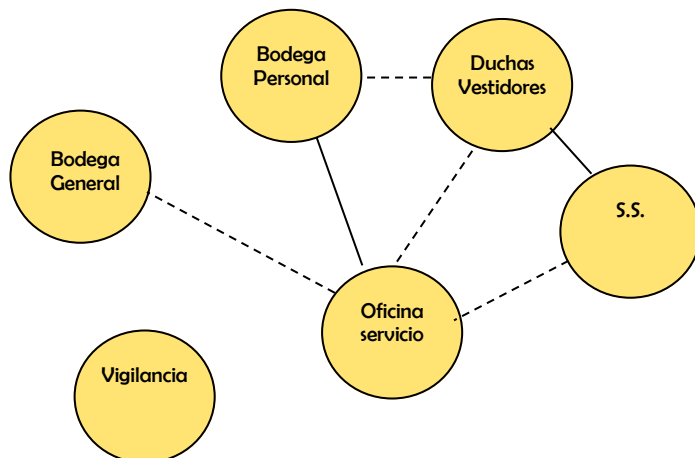 Bodega
Personal
Duchas
Vestidores
Bodega
General
S.S.
Oficina
servicio
Vigilancia